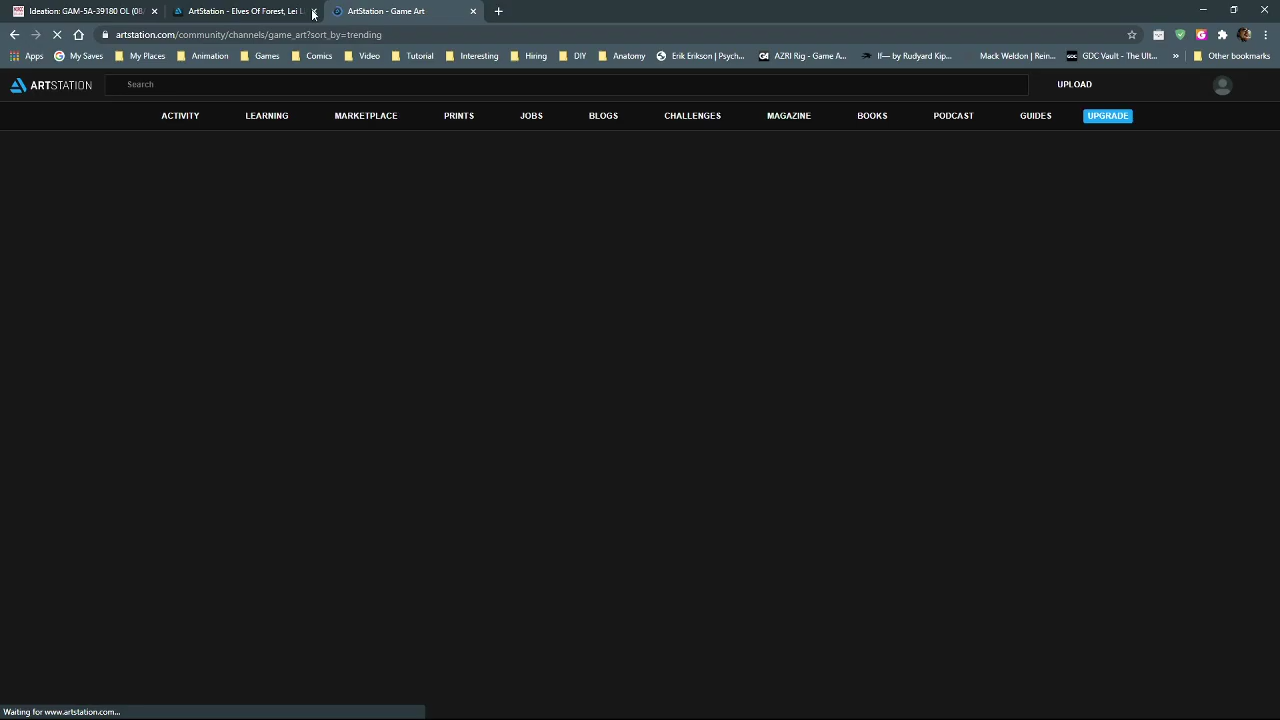 Ideation: GAM-5A-39180 OL (08/
ArtStation - Elves Of Forest, Lei L
ArtStation - Game Art
artstation.com/community/channels/game_art?sort_by=trending
Apps
My Saves
My Places
Animation
Games
Comics
Video
Tutorial
Interesting
Hiring
DIY
Anatomy
Erik Erikson | Psych...
AZRI Rig - Game A...
If— by Rudyard Kip...
Mack Weldon | Rein...
GDC Vault - The Ult...
»
Other bookmarks
ARTSTATION
Search
UPLOAD
ACTIVITY
LEARNING
MARKETPLACE
PRINTS
JOBS
BLOGS
CHALLENGES
MAGAZINE
BOOKS
PODCAST
GUIDES
UPGRADE
Waiting for www.artstation.com...